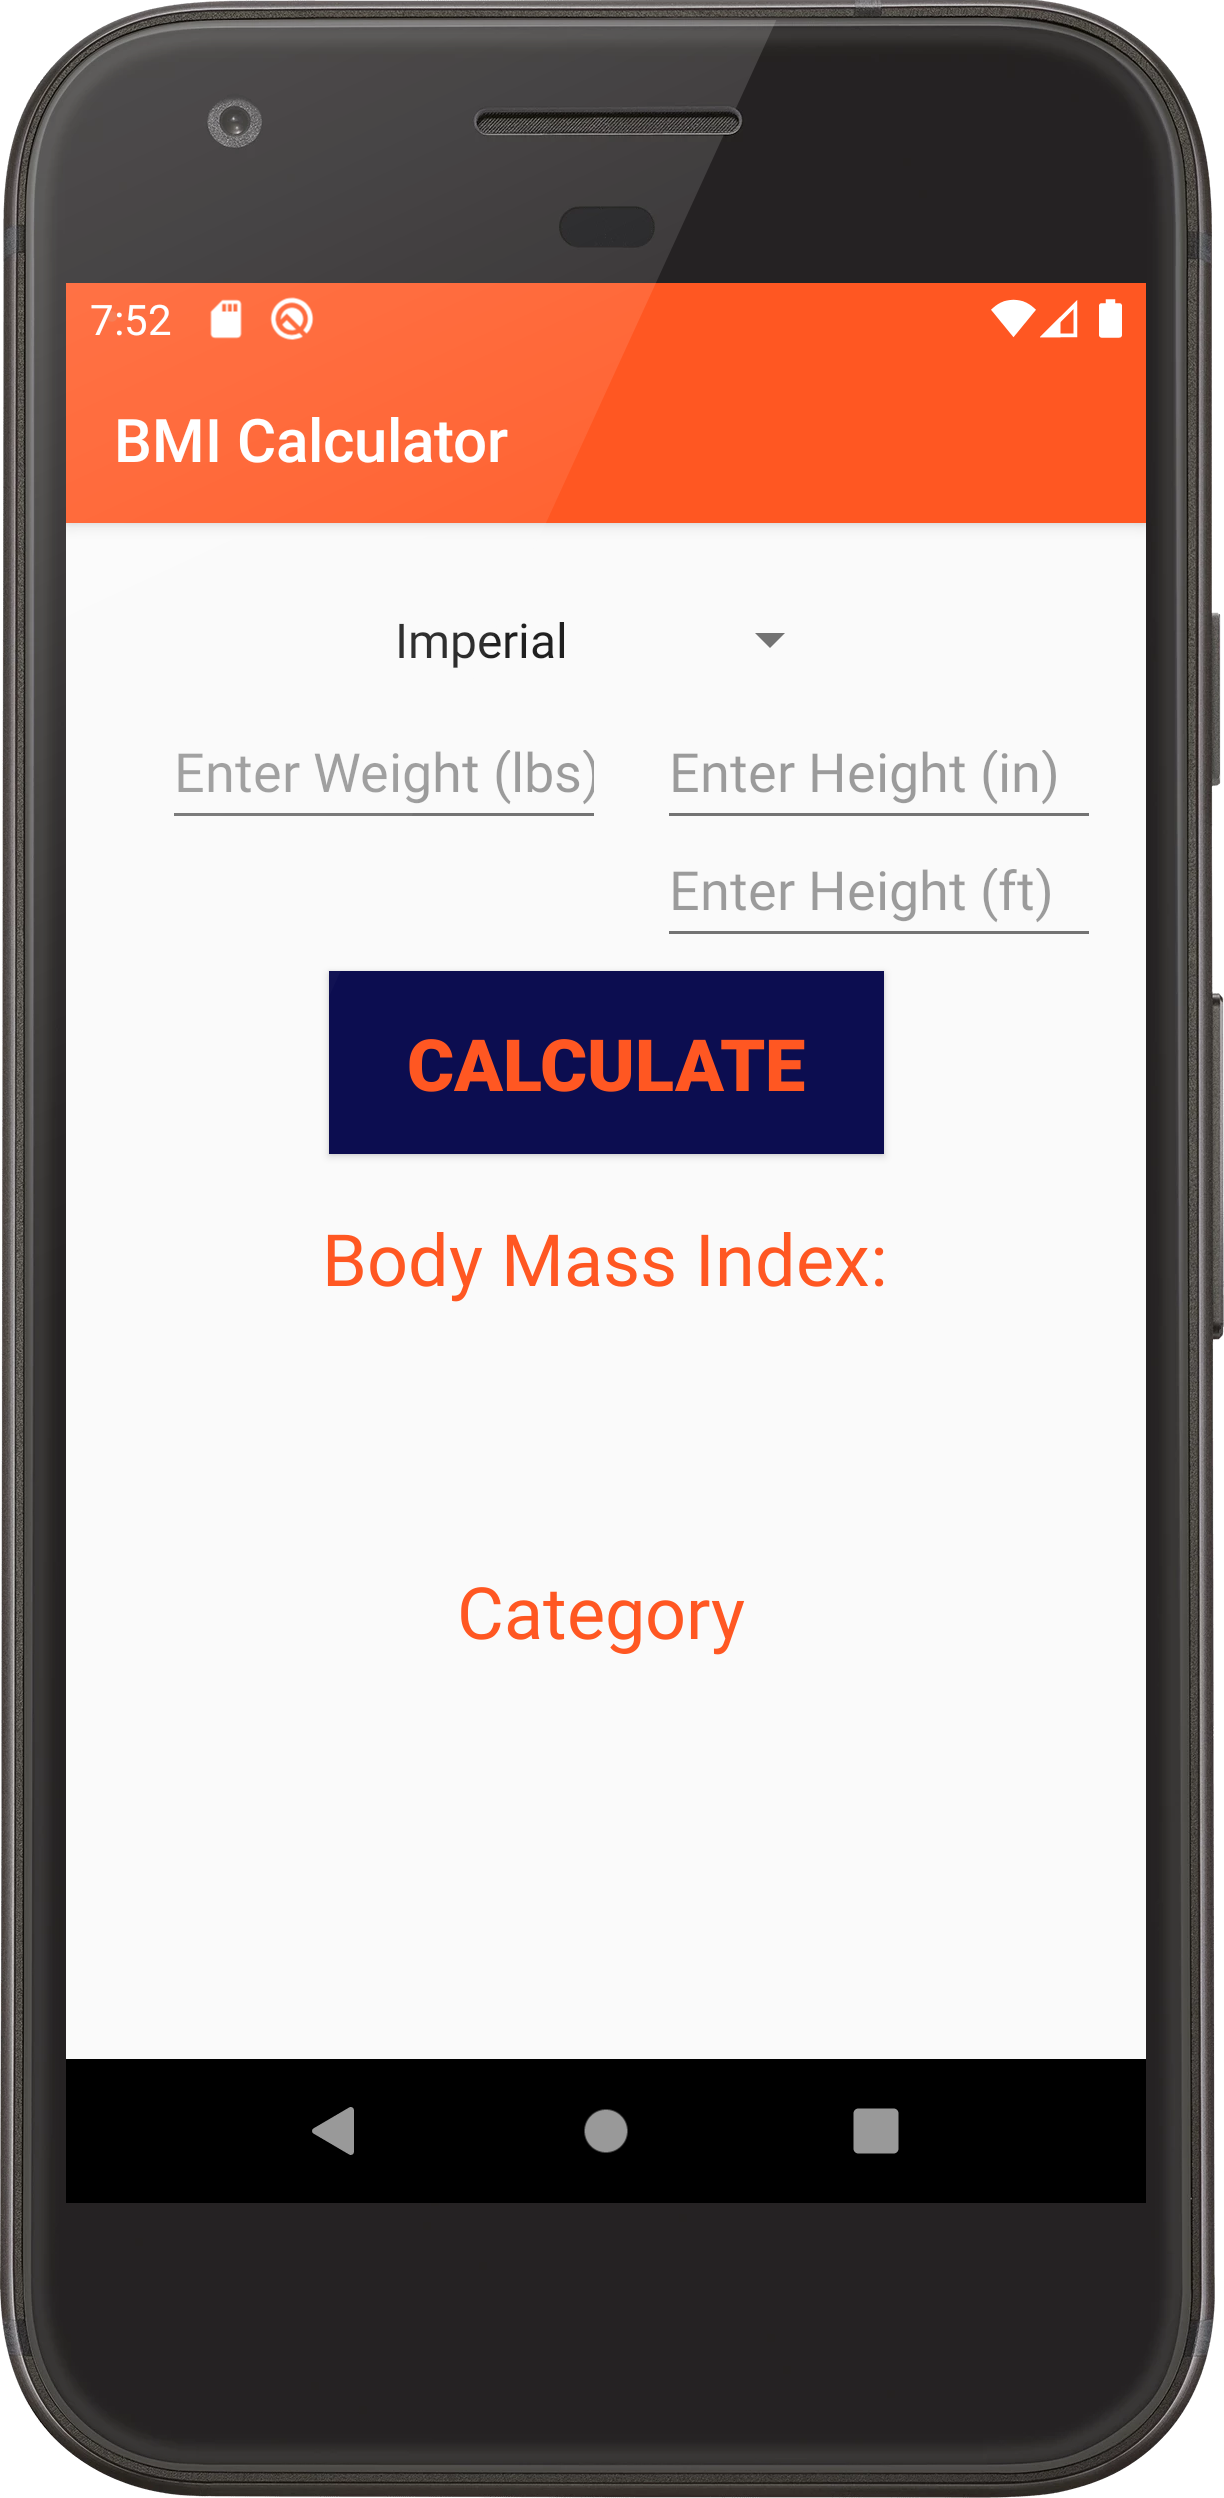 7:52
BMI Calculator
Imperial
Enter Weight (lbs) Enter Height (in)
Enter Height (ft)
CALCULATE
Body Mass Index:
Category